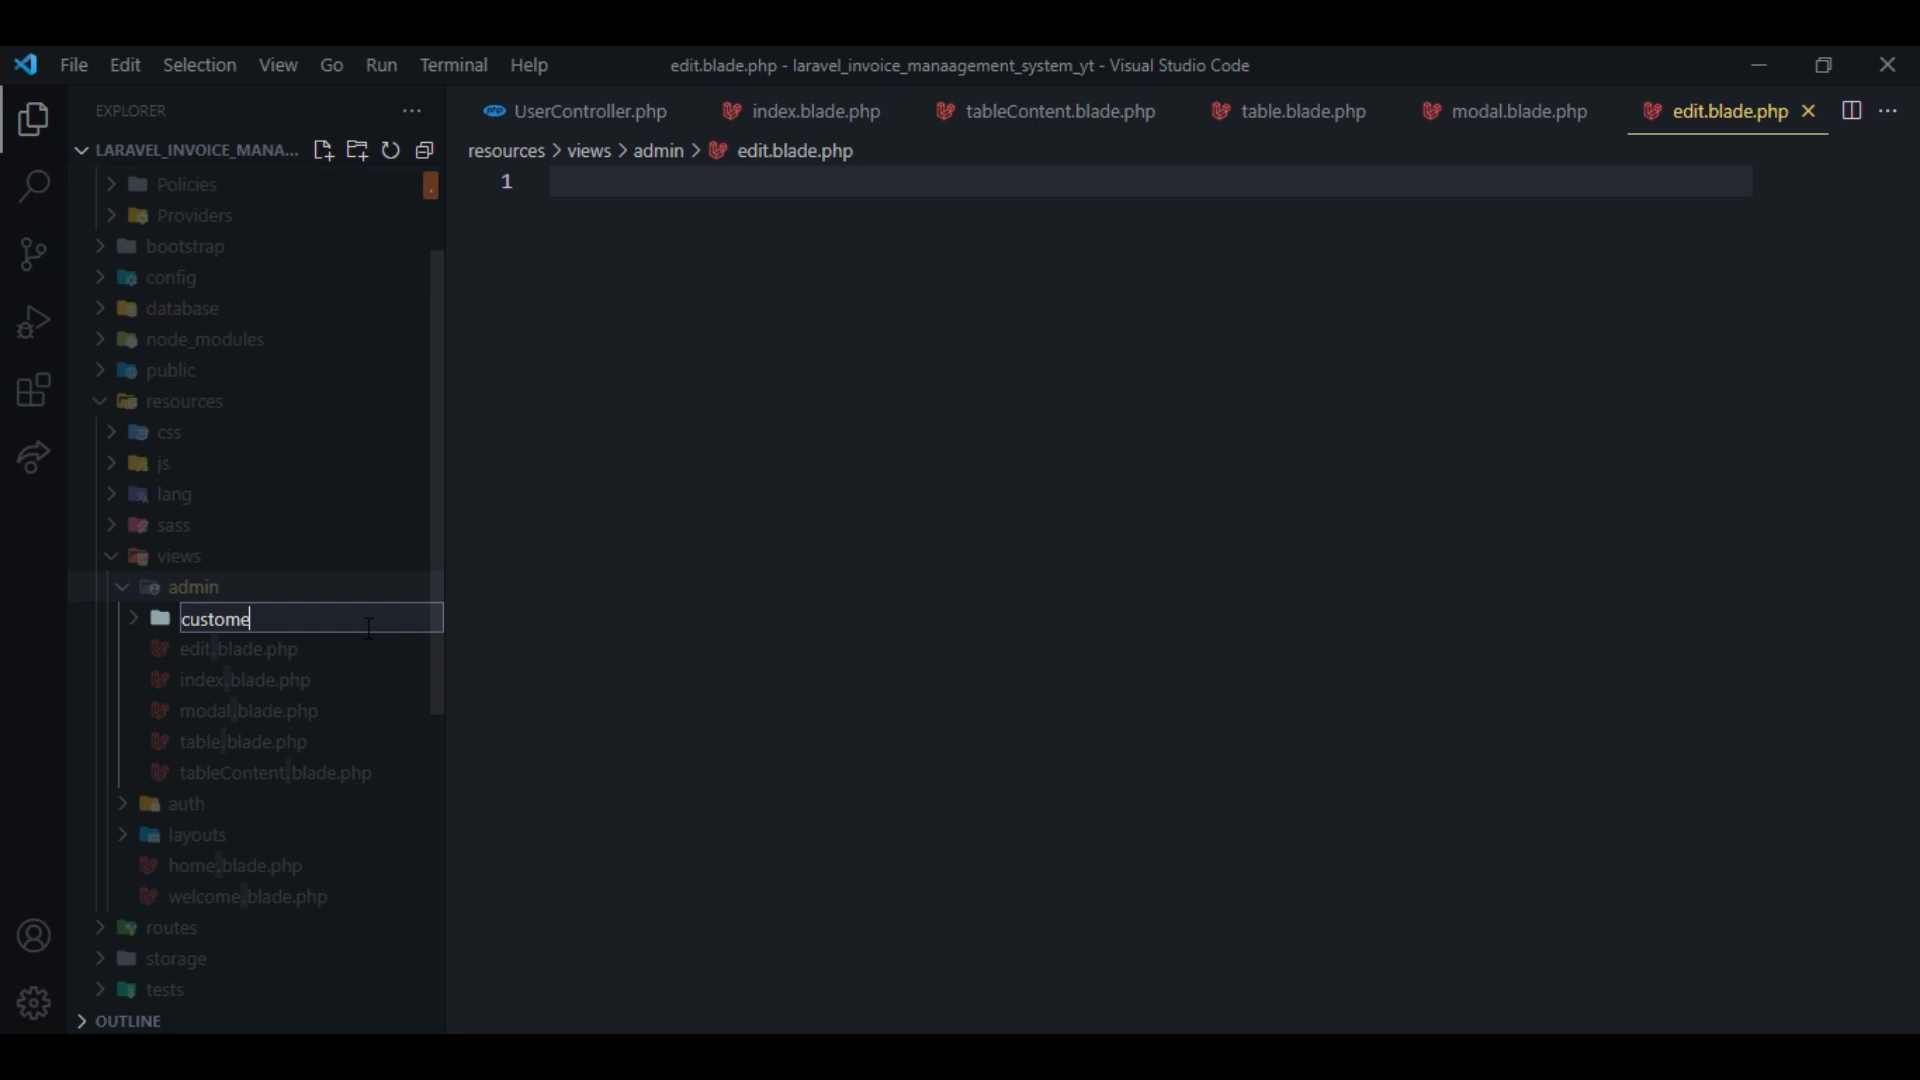 File Edit Selection View Go Run Terminal Help
edit.blade.php - laravel_invoice_manaagement_system_yt - Visual Studio Code
EXPLORER
UserController.php index.blade.php tableContent.blade.php table.blade.php modal.blade.php edit.blade.php
LARAVEL_INVOICE_MANA...
resources > views > admin > edit.blade.php
1
Policies
Providers
bootstrap
config
database
node_modules
public
resources
css
js
lang
sass
views
admin
custome
edit.blade.php
index.blade.php
modal.blade.php
table.blade.php
tableContent.blade.php
auth
layouts
home.blade.php
welcome.blade.php
routes
storage
tests
OUTLINE